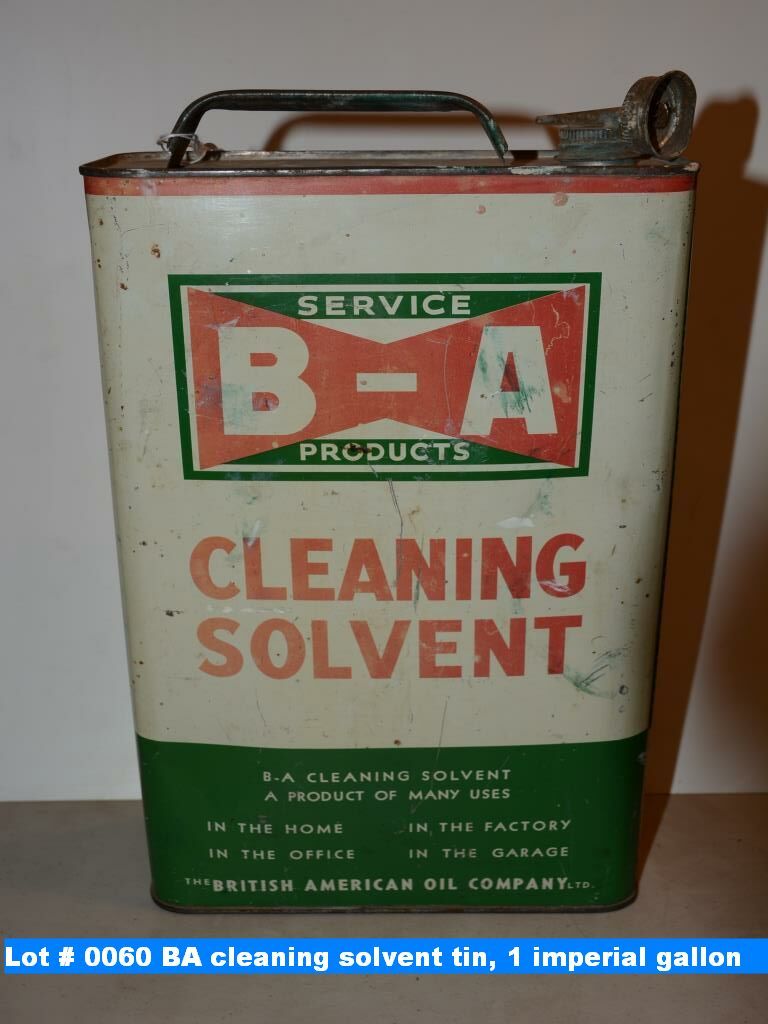 SERVICE
B-A
PRODUCTS
CLEANING
SOLVENT
B-A CLEANING SOLVENT
A PRODUCT OF MANY USES
IN THE HOME IN THE FACTORY
IN THE OFFICE IN THE GARAGE
THE BRITISH AMERICAN OIL COMPANY LTD.
Lot # 0060 BA cleaning solvent tin, 1 imperial gallon